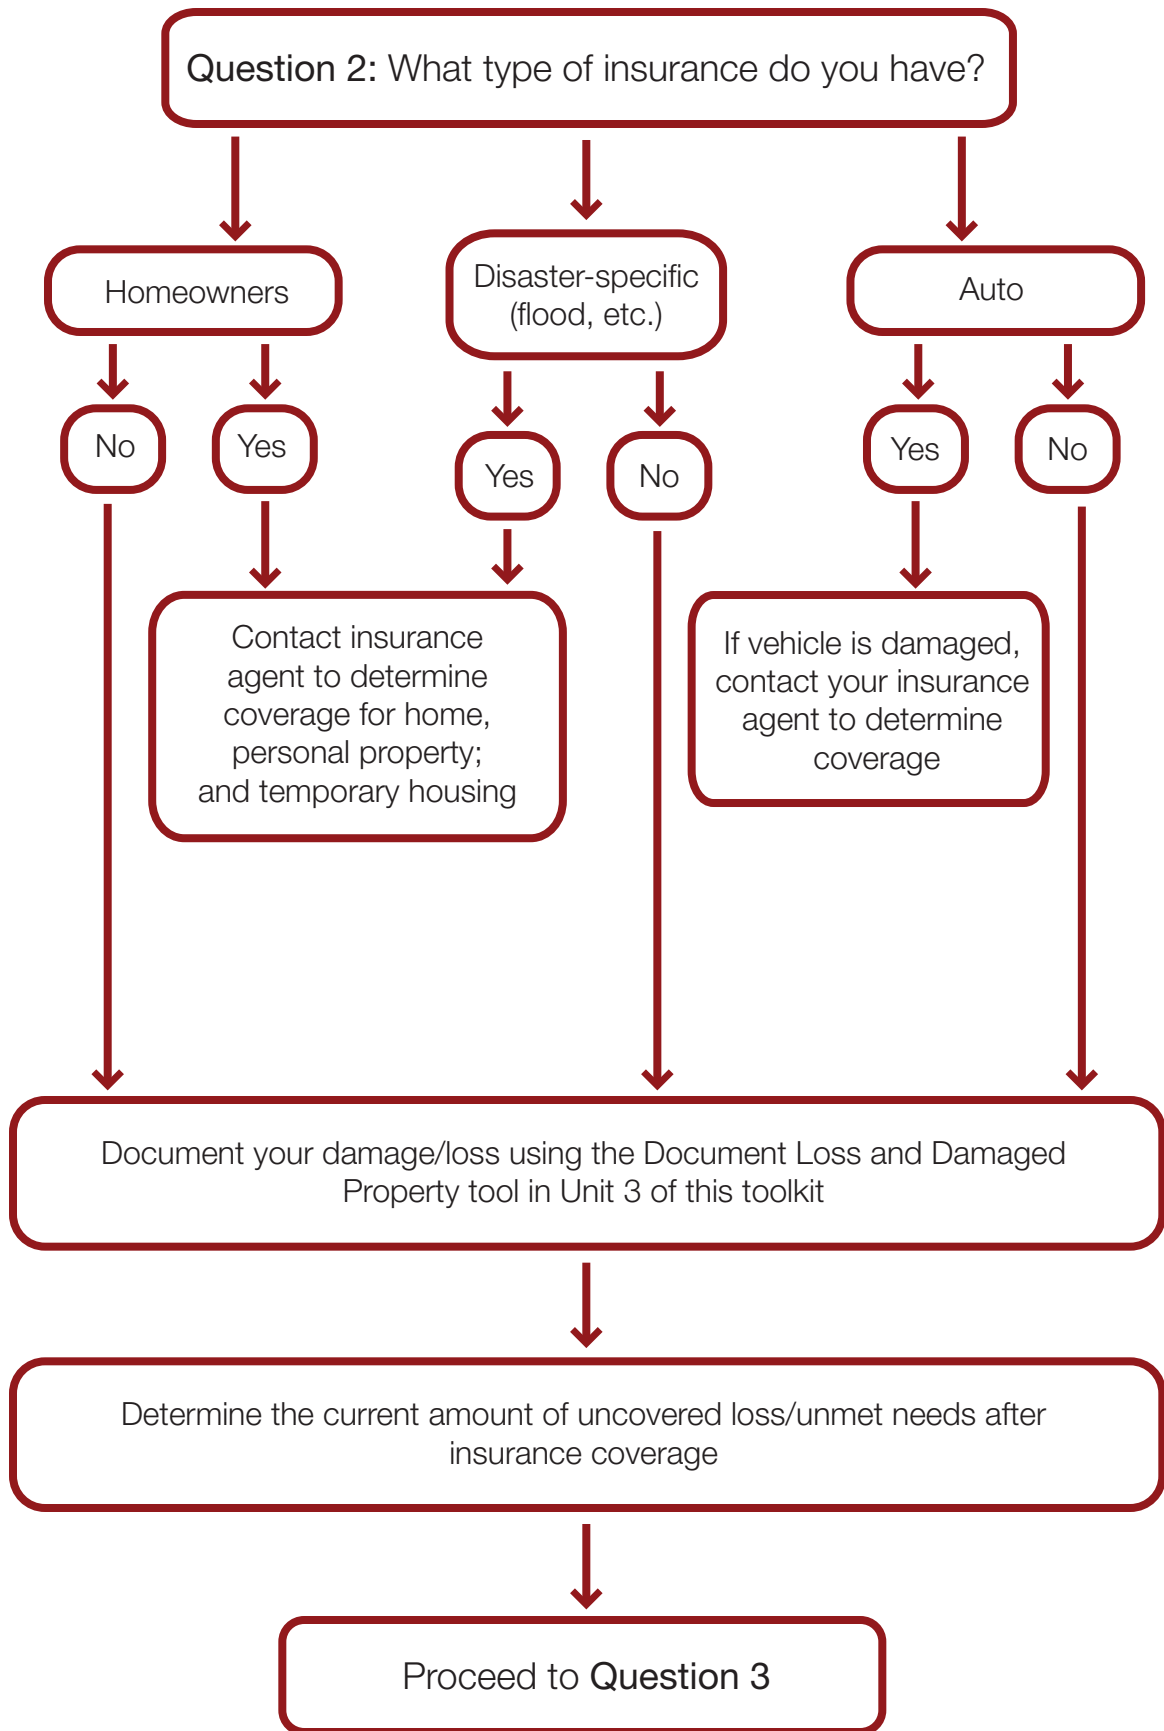 Question 2: What type of insurance do you have?
Homeowners
Disaster-specific
(flood, etc.)
Auto
No
Yes
Yes
No
Yes
No
Contact insurance
agent to determine
coverage for home,
personal property;
and temporary housing
If vehicle is damaged,
contact your insurance
agent to determine
coverage
Document your damage/loss using the Document Loss and Damaged
Property tool in Unit 3 of this toolkit
Determine the current amount of uncovered loss/unmet needs after
insurance coverage
Proceed to Question 3